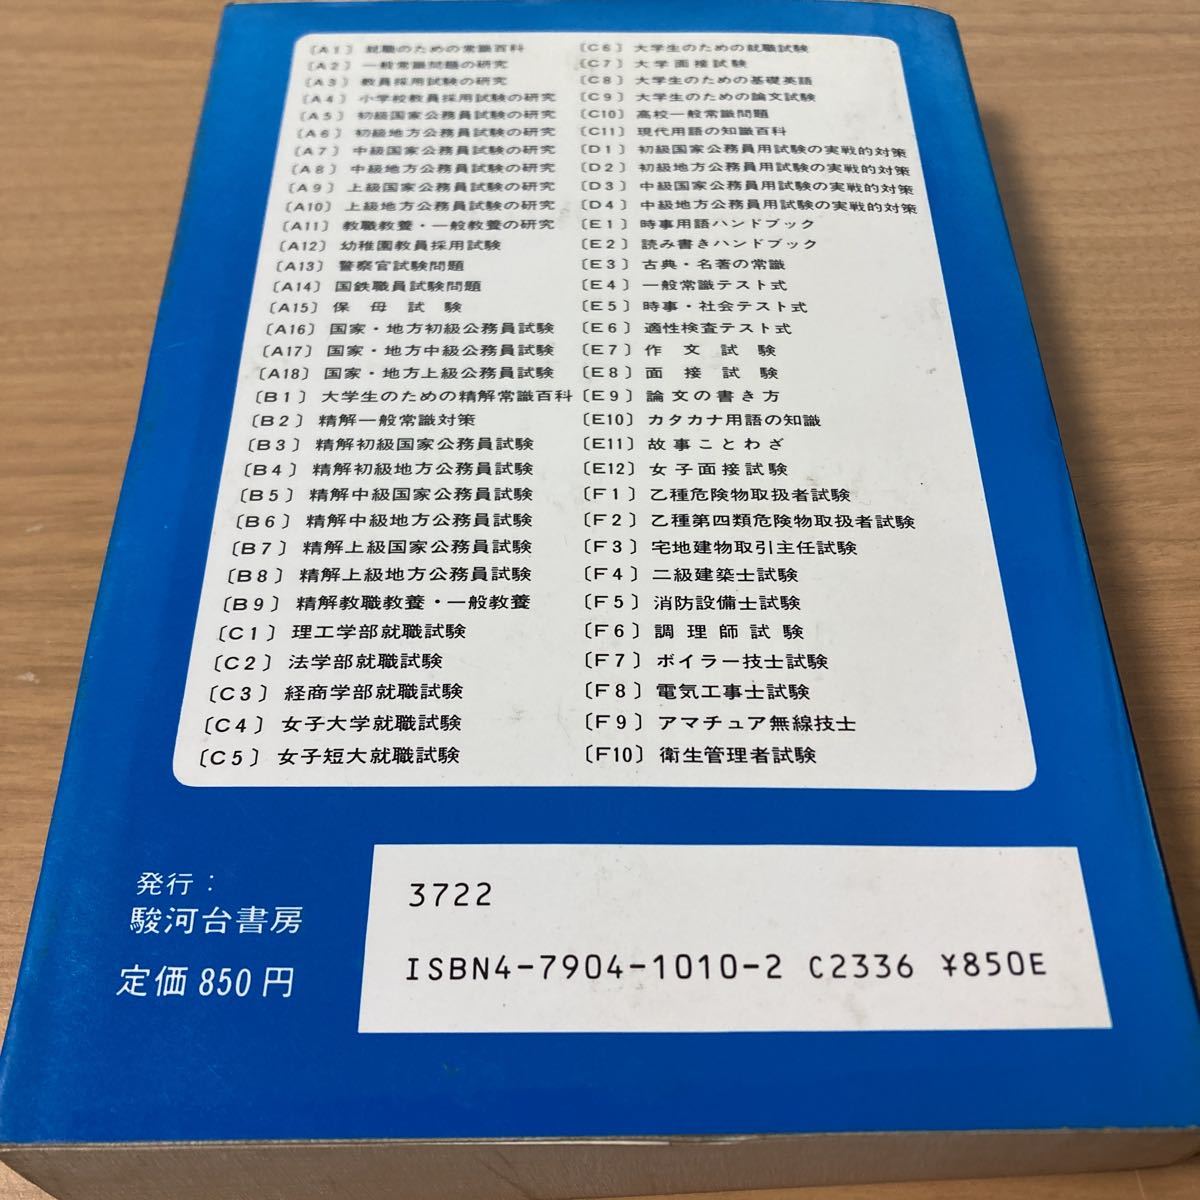 〔A1〕 就職のための常識百科
〔A2〕 一般常識問題の研究
〔A3〕 教員採用試験の研究
〔A4〕 小学校教員採用試験の研究
〔A5〕 初級国家公務員試験の研究
〔A6〕 初級地方公務員試験の研究
〔A7〕 中級国家公務員試験の研究
〔A8〕 中級地方公務員試験の研究
〔A9〕 上級国家公務員試験の研究
〔A10〕 上級地方公務員試験の研究
〔A11〕 教職教養・一般教養の研究
〔A12〕 幼稚園教員採用試験
〔A13〕 警察官試験問題
〔A14〕 国鉄職員試験問題
〔A15〕 保母試験
〔A16〕 国家・地方初級公務員試験
〔A17〕 国家・地方中級公務員試験
〔A18〕 国家・地方上級公務員試験
〔B1〕 大学生のための精解常識百科
〔B2〕 精解一般常識対策
〔B3〕 精解初級国家公務員試験
〔B4〕 精解初級地方公務員試験
〔B5〕 精解中級国家公務員試験
〔B6〕 精解中級地方公務員試験
〔B7〕 精解上級国家公務員試験
〔B8〕 精解上級地方公務員試験
〔B9〕 精解教職教養・一般教養
〔C1〕 理工学部就職試験
〔C2〕 法学部就職試験
〔C3〕 経商学部就職試験
〔C4〕 女子大学就職試験
〔C5〕 女子短大就職試験
〔C6〕 大学生のための就職試験
〔C7〕 大学面接試験
〔C8〕 大学生のための基礎英語
〔C9〕 大学生のための論文試験
〔C10〕 高校一般常識問題
〔C11〕 現代用語の知識百科
〔D1〕 初級国家公務員用試験の実戦的対策
〔D2〕 初級地方公務員用試験の実戦的対策
〔D3〕 中級国家公務員用試験の実戦的対策
〔D4〕 中級地方公務員用試験の実戦的対策
〔E1〕 時事用語ハンドブック
〔E2〕 読み書きハンドブック
〔E3〕 古典・名著の常識
〔E4〕 一般常識テスト式
〔E5〕 時事・社会テスト式
〔E6〕 適性検査テスト式
〔E7〕 作文試験
〔E8〕 面接試験
〔E9〕 論文の書き方
〔E10〕 カタカナ用語の知識
〔E11〕 故事ことわざ
〔E12〕 女子面接試験
〔F1〕 乙種危険物取扱者試験
〔F2〕 乙種第四類危険物取扱者試験
〔F3〕 宅地建物取引主任試験
〔F4〕 二級建築士試験
〔F5〕 消防設備士試験
〔F6〕 調理師試験
〔F7〕 ボイラー技士試験
〔F8〕 電気工事士試験
〔F9〕 アマチュア無線技士
〔F10〕 衛生管理者試験
発行：
駿河台書房
定価850円
3722
ISBN4-7904-1010-2 C2336 ¥850E